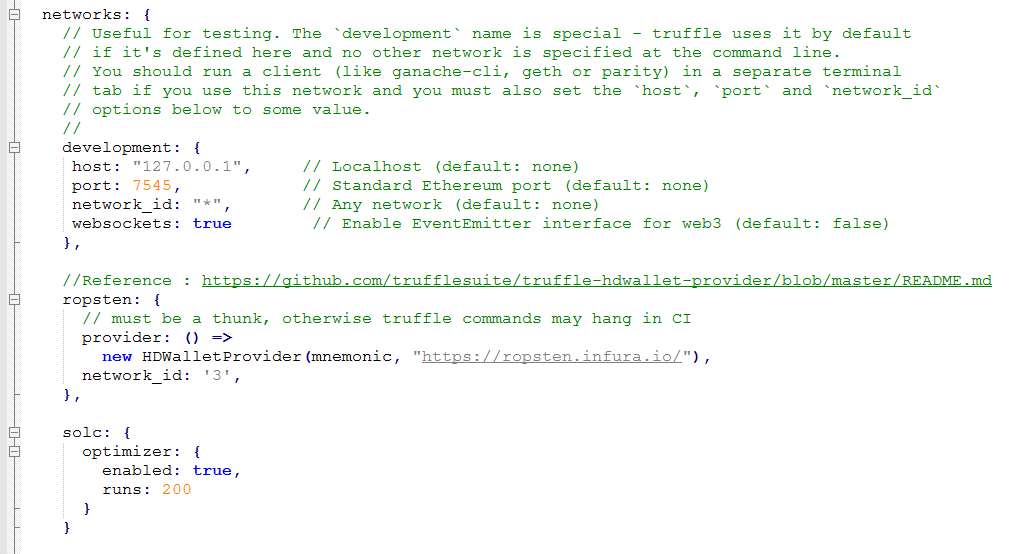 networks: {
// Useful for testing. The `development` name is special - truffle uses it by default
// if it's defined here and no other network is specified at the command line.
// You should run a client (like ganache-cli, geth or parity) in a separate terminal
// tab if you use this network and you must also set the `host`, `port` and `network_id`
// options below to some value.
//
development: {
host: "127.0.0.1", // Localhost (default: none)
port: 7545, // Standard Ethereum port (default: none)
network_id: "*", // Any network (default: none)
websockets: true // Enable EventEmitter interface for web3 (default: false)
},
//Reference : https://github.com/trufflesuite/truffle-hdwallet-provider/blob/master/README.md
ropsten: {
// must be a thunk, otherwise truffle commands may hang in CI
provider: () =>
new HDWalletProvider(mnemonic, "https://ropsten.infura.io/"),
network_id: '3',
},
solc: {
optimizer: {
enabled: true,
runs: 200
}
}